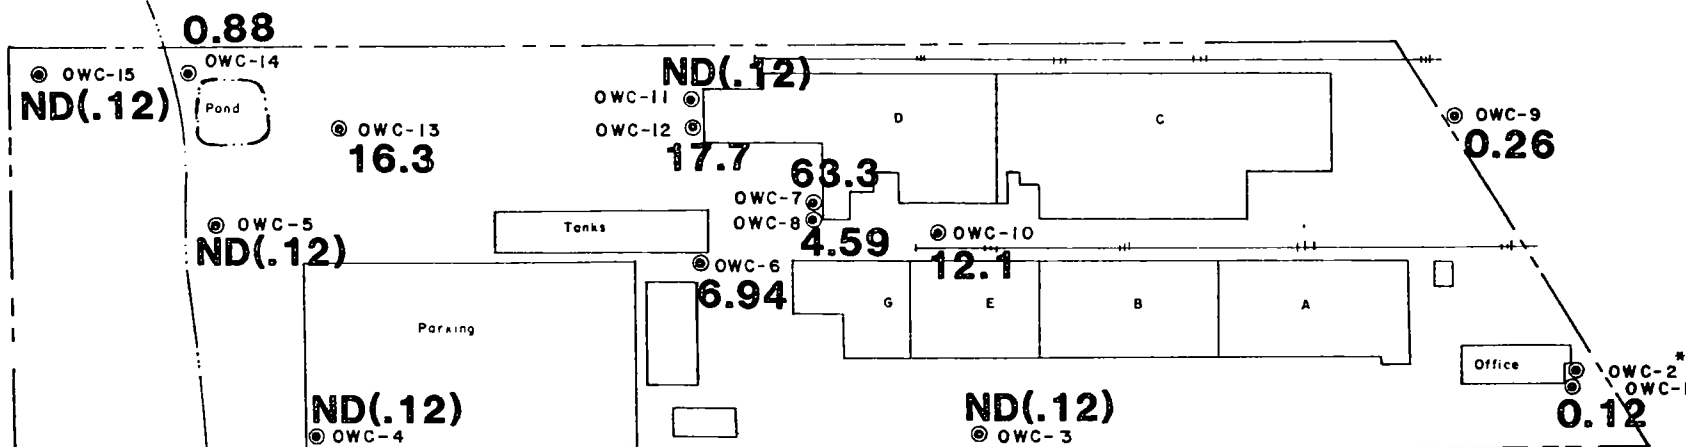 0.88
OWC-15
OWC-14
ND(.12)
ND(.12)
Pond
OWC-11
D
C
OWC-9
OWC-13
OWC-12
16.3
17.7
0.26
63.3
OWC-7
OWC-5
Tanks
OWC-8
OWC-10
ND(.12)
4.59
OWC-6
12.1
6.94
G
E
B
A
Parking
Office
OWC-2*
OWC-1
ND(.12)
ND(.12)
0.12
OWC-4
OWC-3